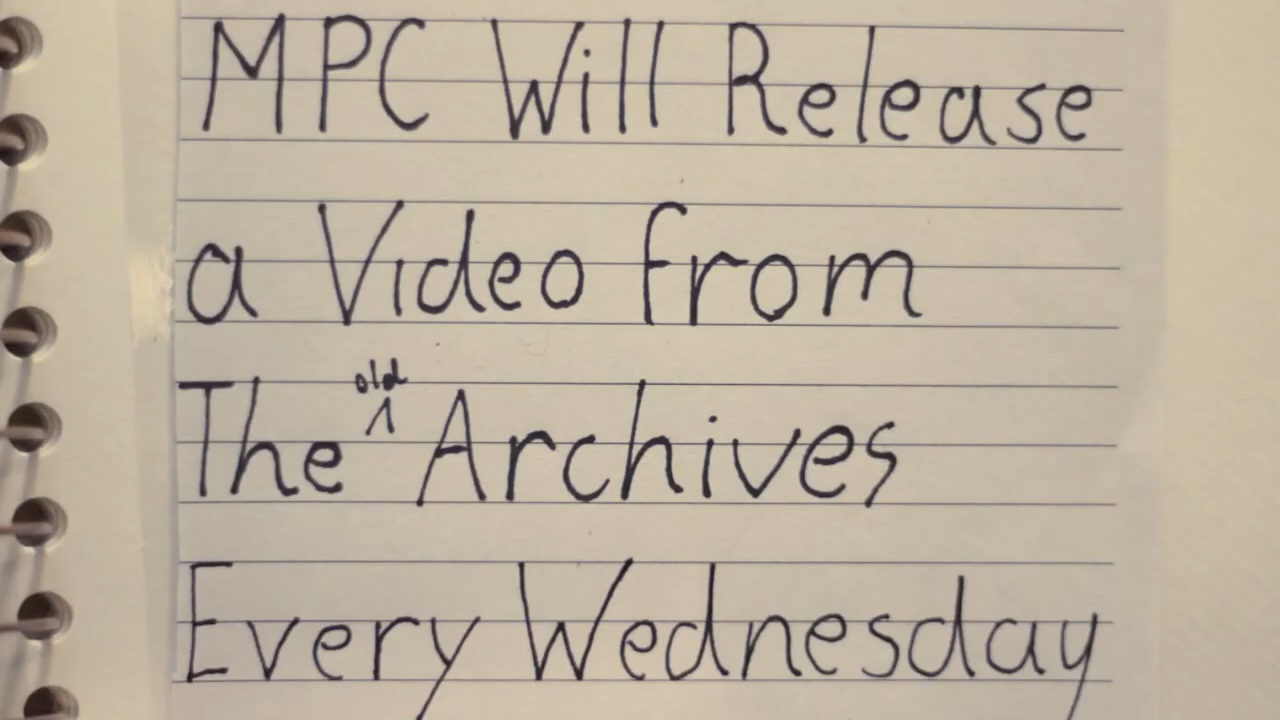 MPC Will Release
a Video from
The old Archives
Every Wednesday